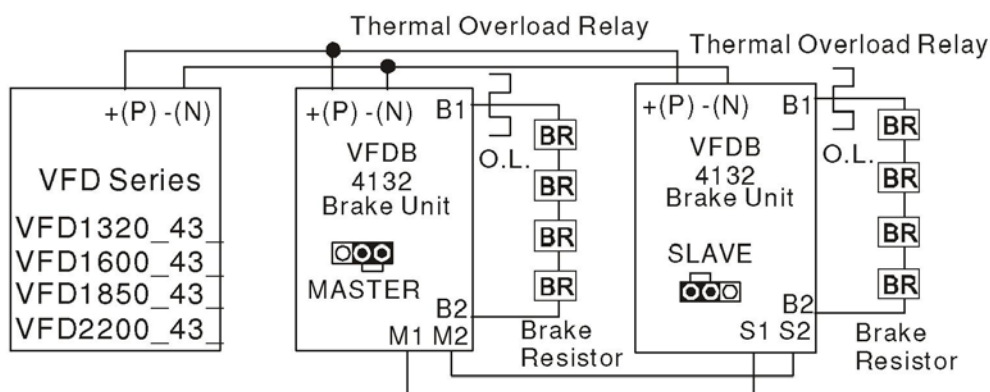 Thermal Overload Relay
Thermal Overload Relay
+(P) -(N)
VFD Series
VFD1320_43_
VFD1600_43_
VFD1850_43_
VFD2200_43_
+(P) -(N) B1
VFDB
4132
Brake Unit
MASTER
B2
M1 M2
O.L.
BR
BR
BR
BR
Brake
Resistor
+(P) -(N) B1
VFDB
4132
Brake Unit
SLAVE
B2
S1 S2
O.L.
BR
BR
BR
BR
Brake
Resistor